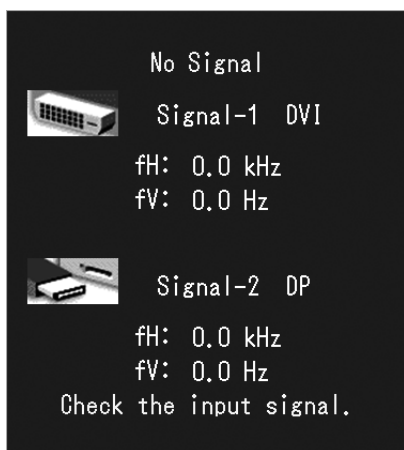 No Signal
Signal-1 DVI
fH: 0.0 kHz
fV: 0.0 Hz
Signal-2 DP
fH: 0.0 kHz
fV: 0.0 Hz
Check the input signal.